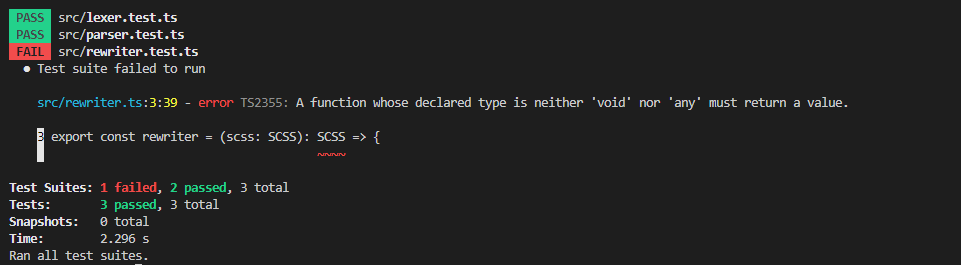 PASS src/lexer.test.ts
PASS src/parser.test.ts
FAIL src/rewriter.test.ts
● Test suite failed to run
src/rewriter.ts:3:39 - error TS2355: A function whose declared type is neither 'void' nor 'any' must return a value.
3 export const rewriter = (scss: SCSS): SCSS => {
~~~~
Test Suites: 1 failed, 2 passed, 3 total
Tests: 3 passed, 3 total
Snapshots: 0 total
Time: 2.296 s
Ran all test suites.